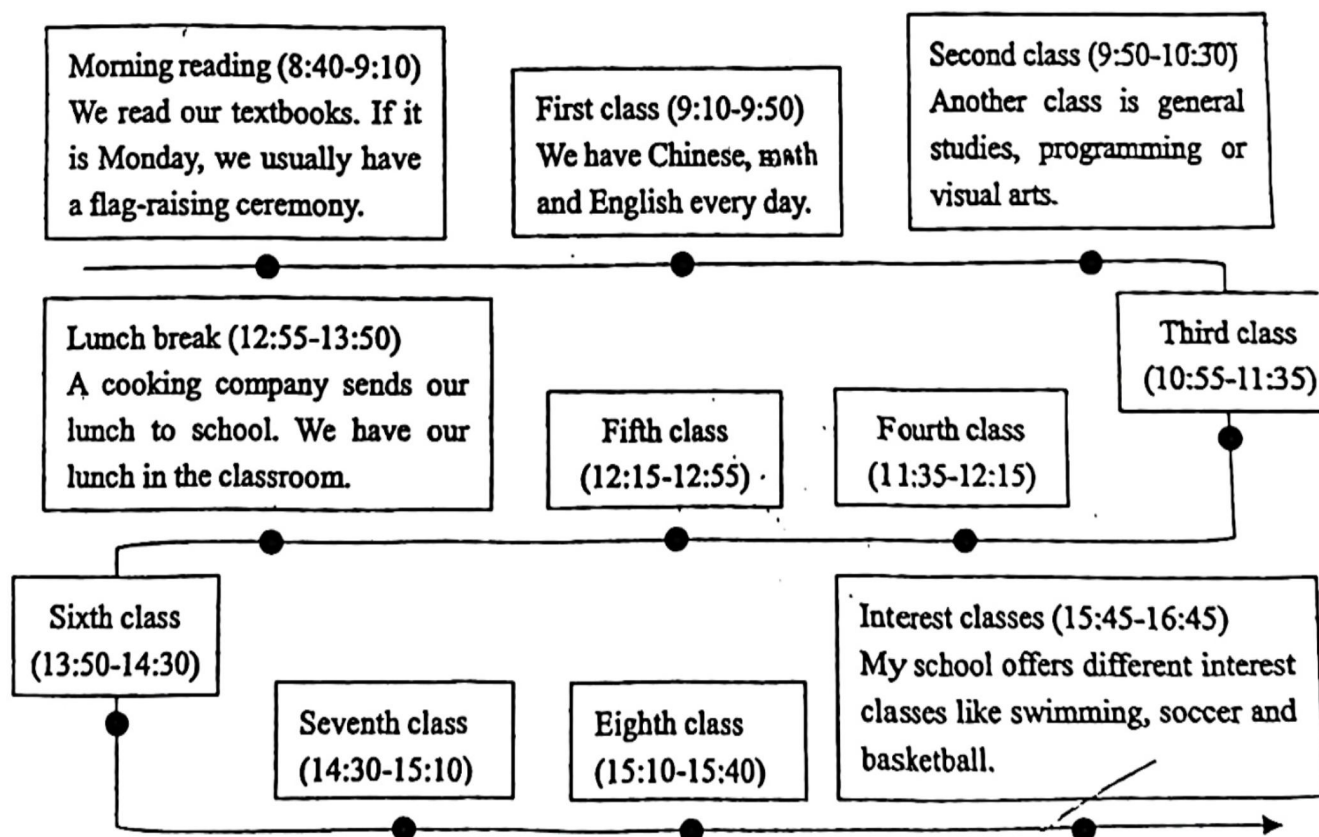 Morning reading (8:40-9:10)
We read our textbooks. If it
is Monday, we usually have
a flag-raising ceremony.
First class (9:10-9:50)
We have Chinese, math
and English every day.
Second class (9:50-10:30)
Another class is general
studies, programming or
visual arts.
Third class
(10:55-11:35)
Fourth class
(11:35-12:15)
Fifth class
(12:15-12:55)
Lunch break (12:55-13:50)
A cooking company sends our
lunch to school. We have our
lunch in the classroom.
Sixth class
(13:50-14:30)
Seventh class
(14:30-15:10)
Eighth class
(15:10-15:40)
Interest classes (15:45-16:45)
My school offers different interest
classes like swimming, soccer and
basketball.